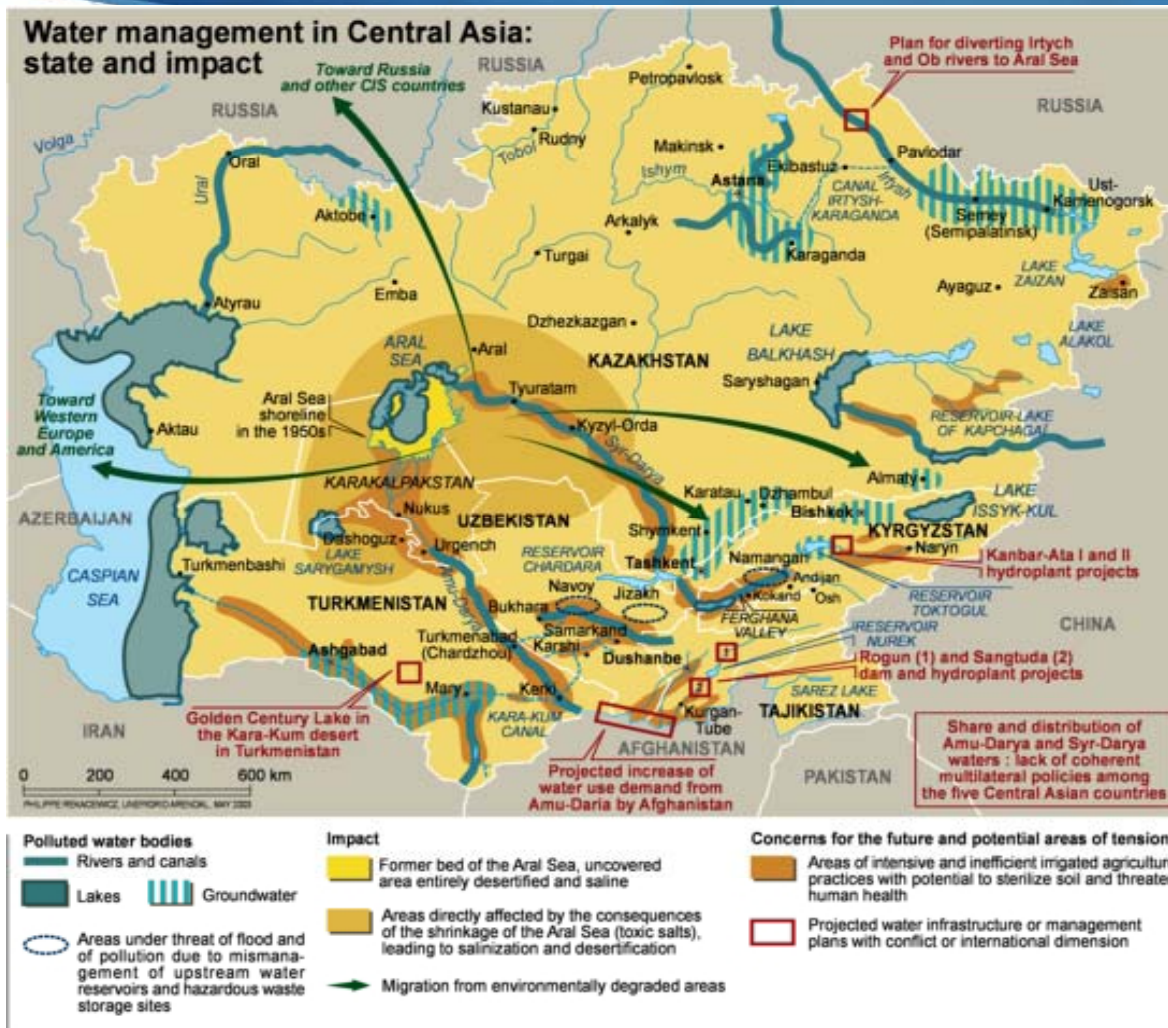 Water management in Central Asia:
state and impact
Toward Russia
and other CIS countries
RUSSIA
RUSSIA
RUSSIA
Plan for diverting Irtych
and Ob rivers to Aral Sea
Petropavlosk
Kustanau
Rudny
Tobol
Volga
Oral
Ural
Makinsk
Ishym
Ekibastuz
Pavlodar
Irtysh
Astana
CANAL
IRTYSH-
KARAGANDA
Ust-
Kamenogorsk
Semey
(Semipalatinsk)
Aktobe
Arkalyk
Karaganda
Turgai
LAKE
ZAIZAN
Ayaguz
Zaisan
Emba
Atyrau
Dzhezkazgan
LAKE
BALKHASH
LAKE
ALAKOL
ARAL
SEA
Aral
KAZAKHSTAN
Saryshagan
Tyuratam
Toward
Western
Europe
and America
Aral Sea
shoreline
in the 1950s
Aktau
Kyzyl-Orda
RESERVOIR-LAKE
OF KAPCHAGAI
Syr-Darya
Almaty
KARAKALPAKSTAN
Karatau
Dzhambul
Bishkek
LAKE
ISSYK-KUL
AZERBAIJAN
Nukus
UZBEKISTAN
Shymkent
KYRGYZSTAN
Dashoguz
Urgench
RESERVOIR
CHARDARA
Tashkent
Namangan
Naryn
Kanbar-Ata I and II
hydroplant projects
LAKE
SARYGAMYSH
Turkmenbashi
CASPIAN
SEA
Navoy
Jizakh
Andijan
Kokand
Osh
RESERVOIR
TOKTOGUL
TURKMENISTAN
Amu-Darya
Bukhara
FERGHANA
VALLEY
CHINA
Samarkand
RESERVOIR
NUREK
Turkmenabad
(Chardzhou)
Karshi
Dushanbe
Ashgabad
1
Rogun (1) and Sangtuda (2)
dam and hydroplant projects
Mary
Kerki
2
SAREZ LAKE
Kurgan-
Tube
TAJIKISTAN
IRAN
Golden Century Lake in
the Kara-Kum desert
in Turkmenistan
KARA-KUM
CANAL
AFGHANISTAN
Share and distribution of
Amu-Darya and Syr-Darya
waters : lack of coherent
multilateral policies among
the five Central Asian countries
Projected increase of
water use demand from
Amu-Daria by Afghanistan
PAKISTAN
0 200 400 600 km
PHILIPPE REKACEWICZ, UNEP/GRID ARENDAL, MAY 2003
Polluted water bodies
Rivers and canals
Lakes
Groundwater
Areas under threat of flood and
of pollution due to mismana-
gement of upstream water
reservoirs and hazardous waste
storage sites
Impact
Former bed of the Aral Sea, uncovered
area entirely desertified and saline
Areas directly affected by the consequences
of the shrinkage of the Aral Sea (toxic salts),
leading to salinization and desertification
Migration from environmentally degraded areas
Concerns for the future and potential areas of tension
Areas of intensive and inefficient irrigated agricultur
practices with potential to sterilize soil and threate
human health
Projected water infrastructure or management
plans with conflict or international dimension